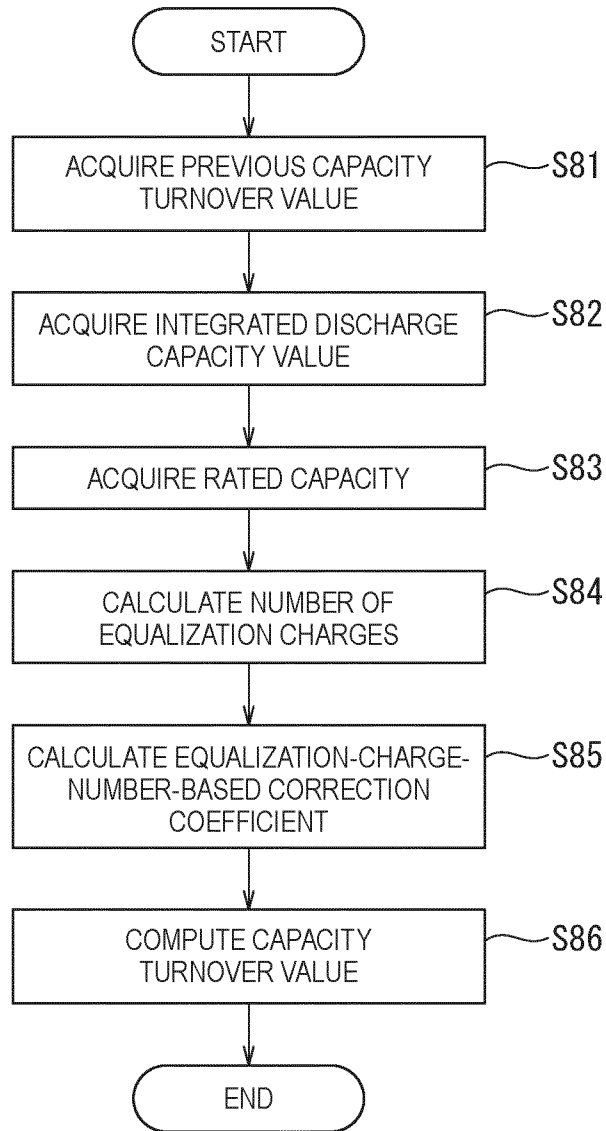 START
ACQUIRE PREVIOUS CAPACITY
TURNOVER VALUE
S81
ACQUIRE INTEGRATED DISCHARGE
CAPACITY VALUE
S82
ACQUIRE RATED CAPACITY
S83
CALCULATE NUMBER OF
EQUALIZATION CHARGES
S84
CALCULATE EQUALIZATION-CHARGE-
NUMBER-BASED CORRECTION
COEFFICIENT
S85
COMPUTE CAPACITY
TURNOVER VALUE
S86
END